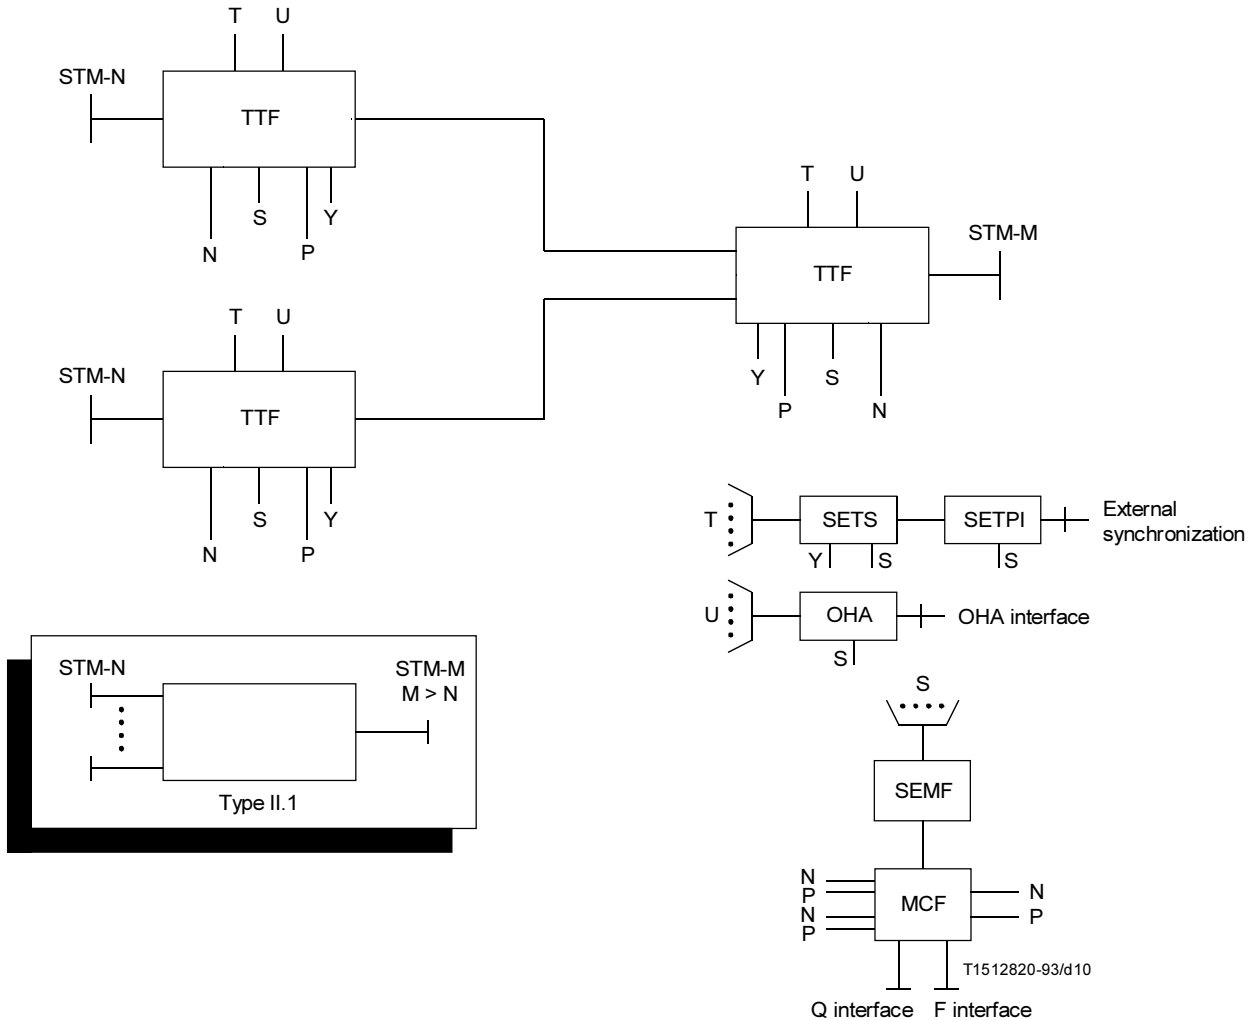 T U
STM-N
TTF
S Y
N P
T U
STM-M
TTF
Y S
P N
T U
STM-N
TTF
S Y
N P
T SETS SETPI External
synchronization
Y S S
U OHA OHA interface
S
STM-N STM-M
M > N
Type II.1
S
SEMF
N
P
N
P
MCF
N
P
T1512820-93/d10
Q interface F interface